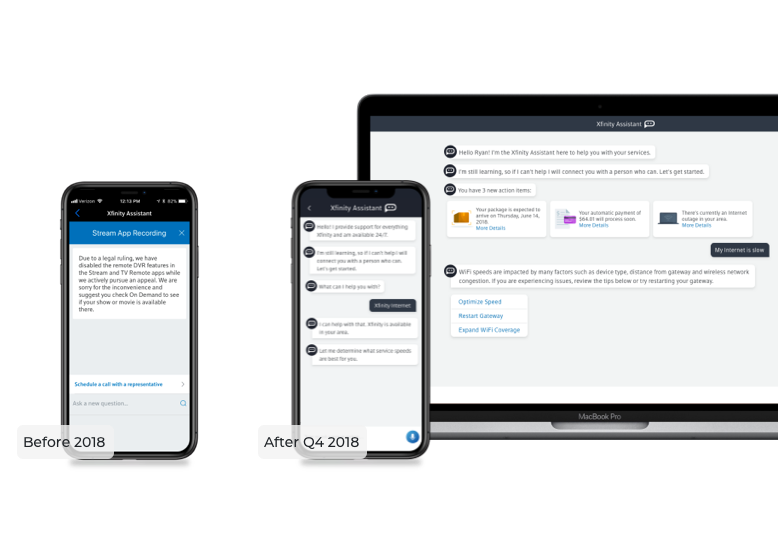 Verizon
12:13 PM
82%
Xfinity Assistant
Stream App Recording
Due to a legal ruling, we have
disabled the remote DVR features in
the Stream and TV Remote apps while
we actively pursue an appeal. We are
sorry for the inconvenience and
suggest you check On Demand to see
if your show or movie is available
there.
Schedule a call with a representative
Ask a new question...
Before 2018
Xfinity Assistant
Hello! I provide support for everything
Xfinity and am available 24/7.
I'm still learning, so if I can't help I will
connect you with a person who can.
Let's get started.
What can I help you with?
Xfinity Internet
I can help with that. Xfinity is available
in your area.
Let me determine what service speeds
are best for you.
After Q4 2018
Xfinity Assistant
Hello Ryan! I'm the Xfinity Assistant here to help you with your services.
I'm still learning, so if I can't help I will connect you with a person who can. Let's get started.
You have 3 new action items:
Your package is expected to
arrive on Thursday, June 14,
2018.
More Details
Your automatic payment of
$64.91 will process soon.
More Details
There's currently an Internet
outage in your area.
More Details
My Internet is slow
WiFi speeds are impacted by many factors such as device type, distance from gateway and wireless network
congestion. If you are experiencing issues, review the tips below or try restarting your gateway.
Optimize Speed
Restart Gateway
Expand WiFi Coverage
MacBook Pro